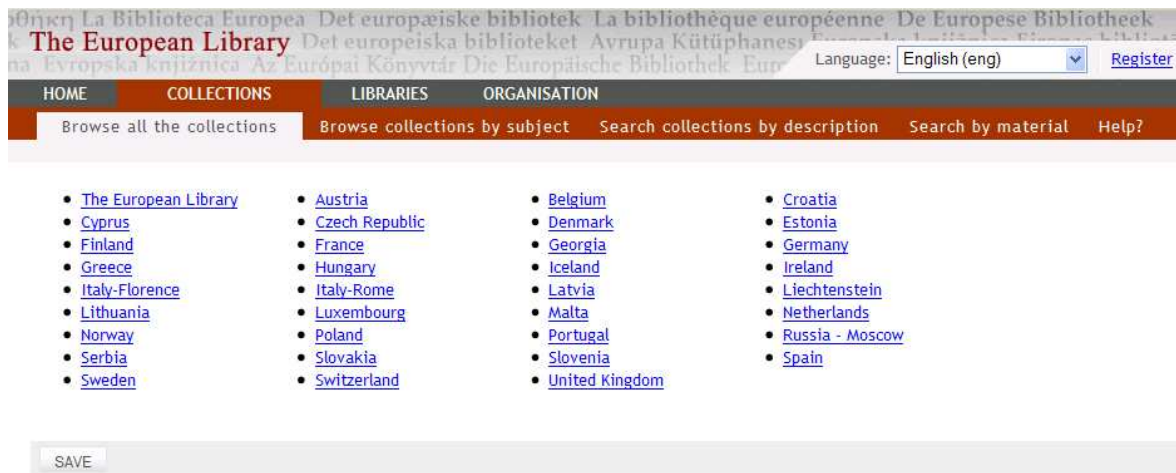 La Biblioteca Europea Det europæiske bibliotek La bibliothèque européenne De Europese Bibliotheek
The European Library Det europeiska biblioteket Avrupa Kütüphanesi
Evropska knjižnica Az Európai Könyvtár Die Europäische Bibliothek
Language: English (eng) Register
HOME COLLECTIONS LIBRARIES ORGANISATION
Browse all the collections Browse collections by subject Search collections by description Search by material Help?
The European Library Austria Belgium Croatia
Cyprus Czech Republic Denmark Estonia
Finland France Georgia Germany
Greece Hungary Iceland Ireland
Italy-Florence Italy-Rome Latvia Liechtenstein
Lithuania Luxembourg Malta Netherlands
Norway Poland Portugal Russia - Moscow
Serbia Slovakia Slovenia Spain
Sweden Switzerland United Kingdom
SAVE